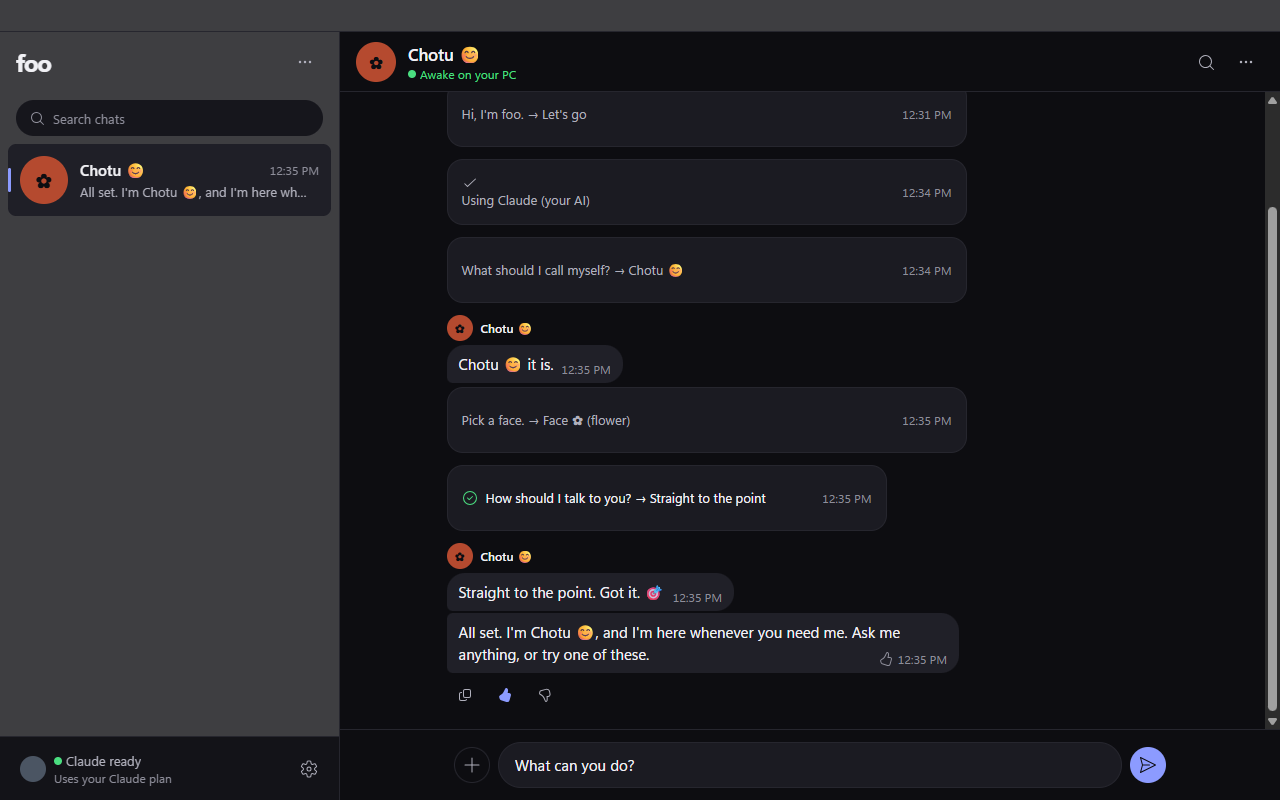 foo
Search chats
Chotu 😊
12:35 PM
All set. I'm Chotu 😊, and I'm here wh...
Claude ready
Uses your Claude plan
Chotu 😊
Awake on your PC
Hi, I'm foo. → Let's go
12:31 PM
Using Claude (your AI)
12:34 PM
What should I call myself? → Chotu 😊
12:34 PM
Chotu 😊
Chotu 😊 it is.
12:35 PM
Pick a face. → Face ✿ (flower)
12:35 PM
How should I talk to you? → Straight to the point
12:35 PM
Chotu 😊
Straight to the point. Got it. 🎯
12:35 PM
All set. I'm Chotu 😊, and I'm here whenever you need me. Ask me
anything, or try one of these.
12:35 PM
What can you do?